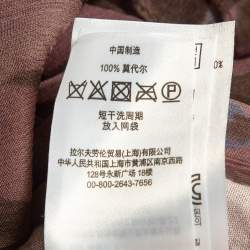 中国制造
100% 莫代尔
短干洗周期
放入网袋
拉尔夫劳伦贸易(上海)有限公司
中华人民共和国上海市黄浦区南京西路
128号永新广场18楼
00-800-2643-7656
0%